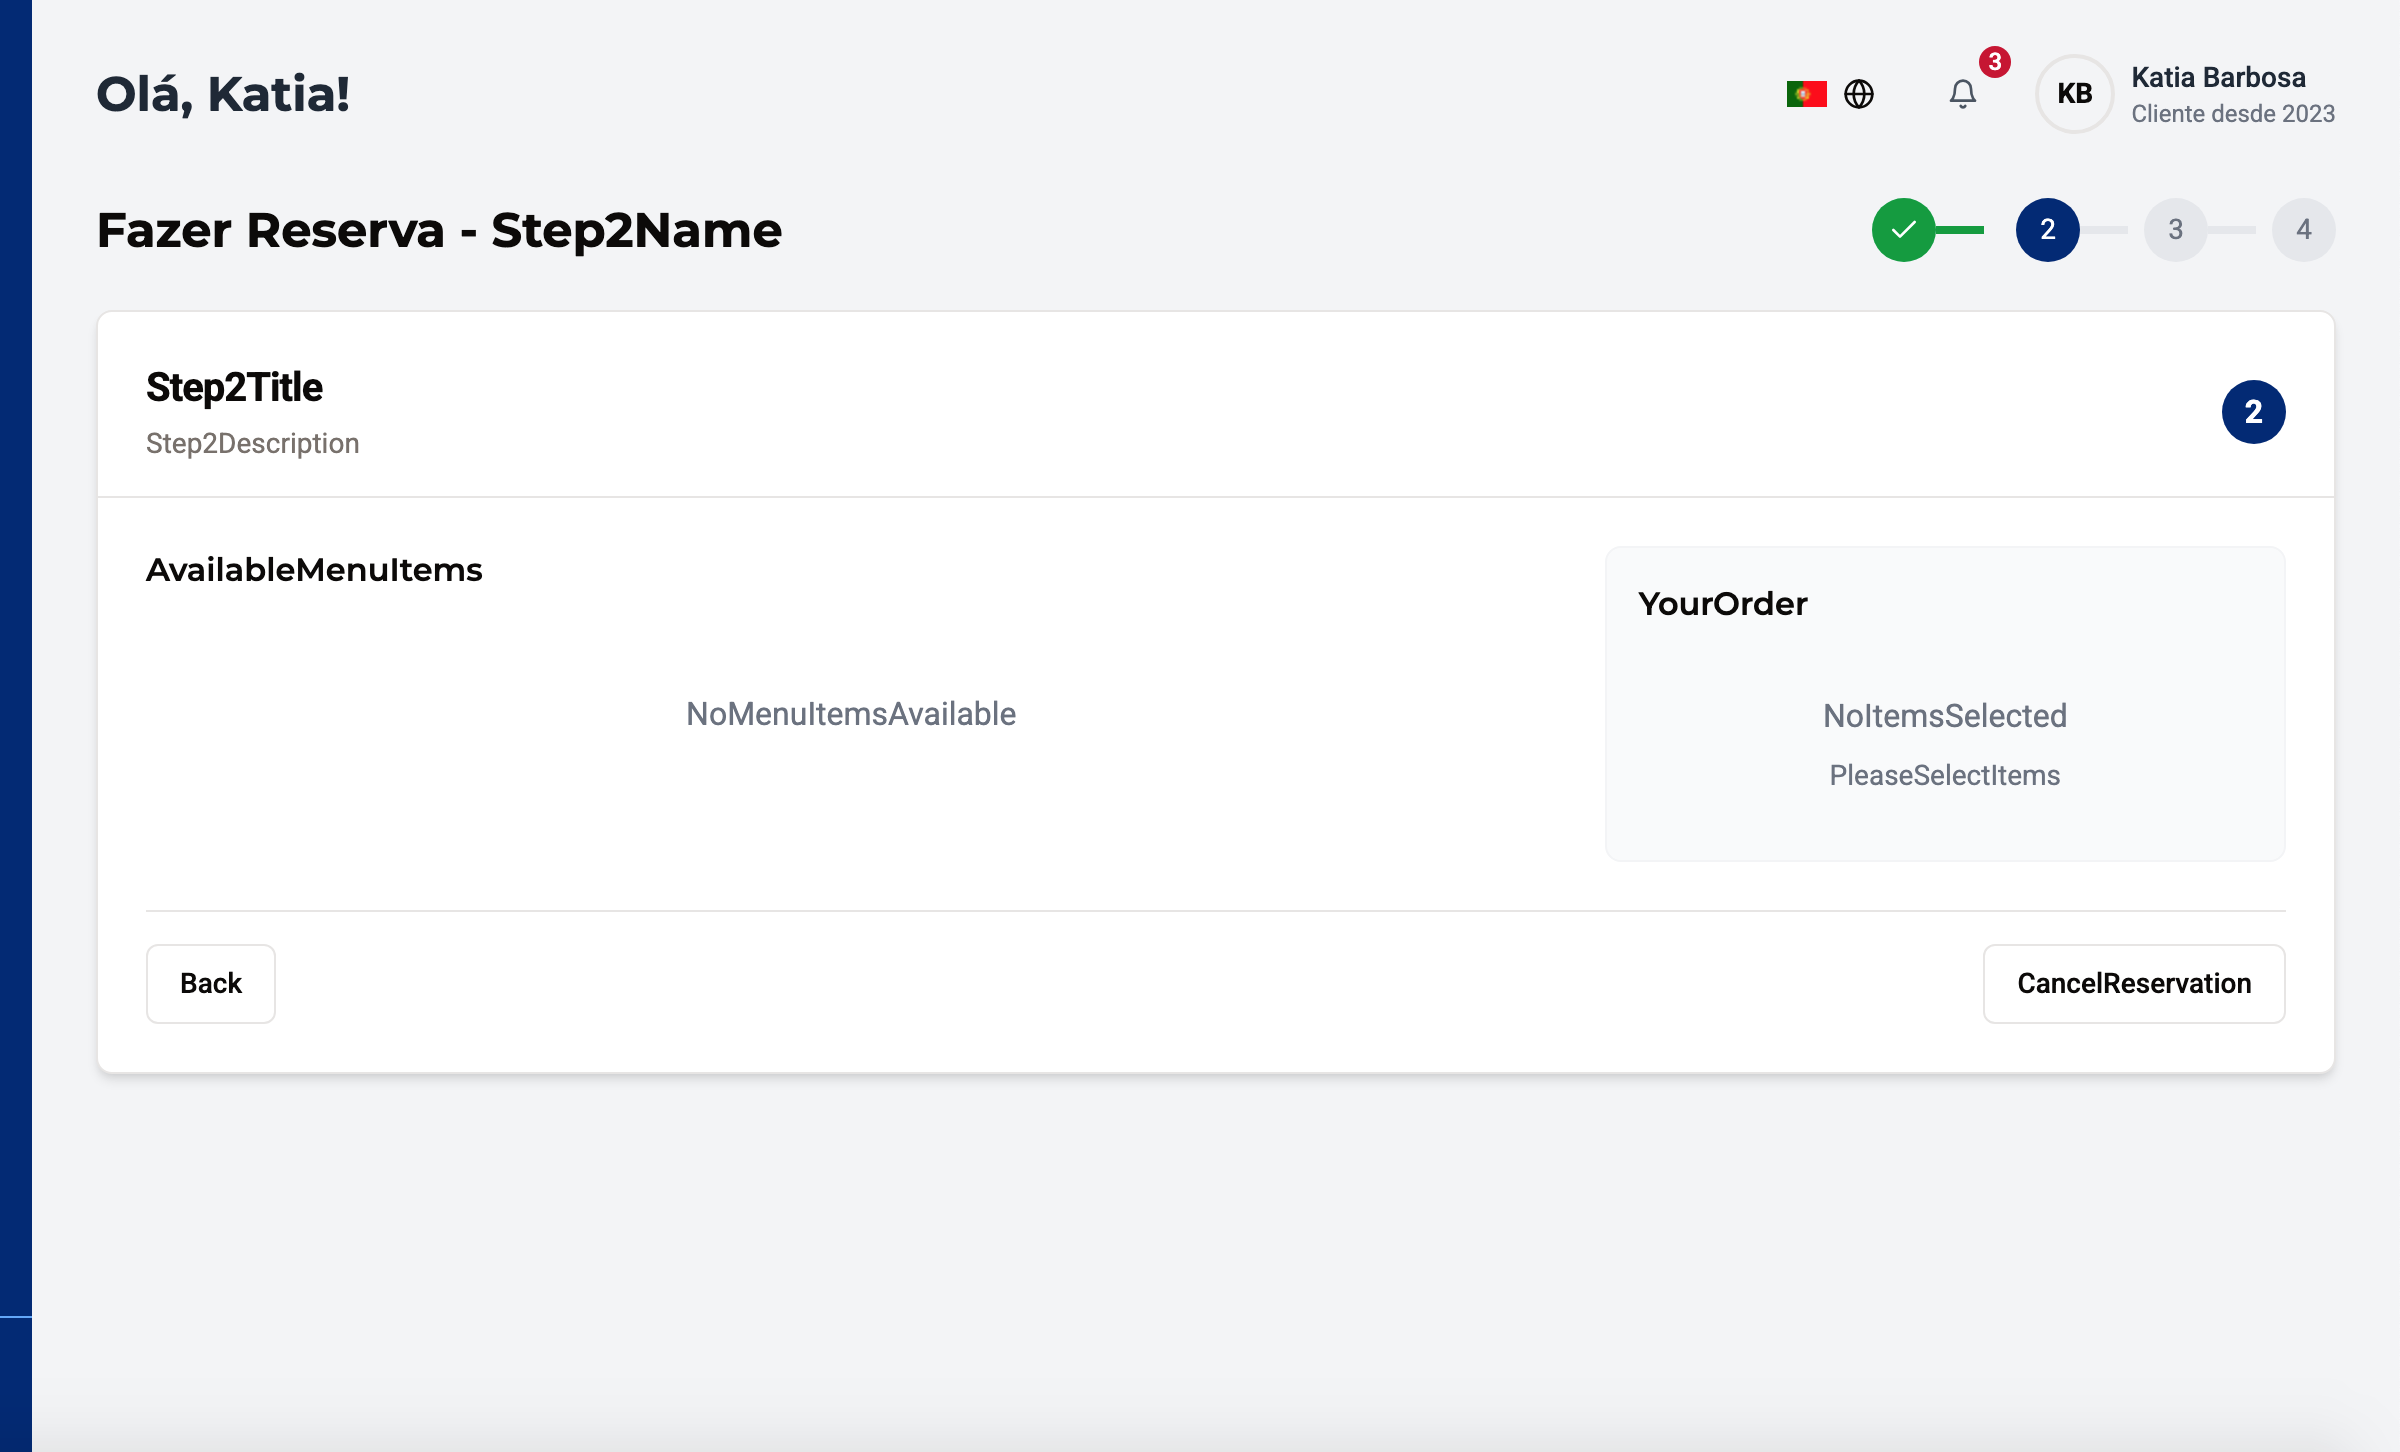 Olá, Katia!
3
KB
Katia Barbosa
Cliente desde 2023
Fazer Reserva - Step2Name
2
3
4
Step2Title
Step2Description
2
AvailableMenuItems
NoMenuItemsAvailable
YourOrder
NoItemsSelected
PleaseSelectItems
Back
CancelReservation